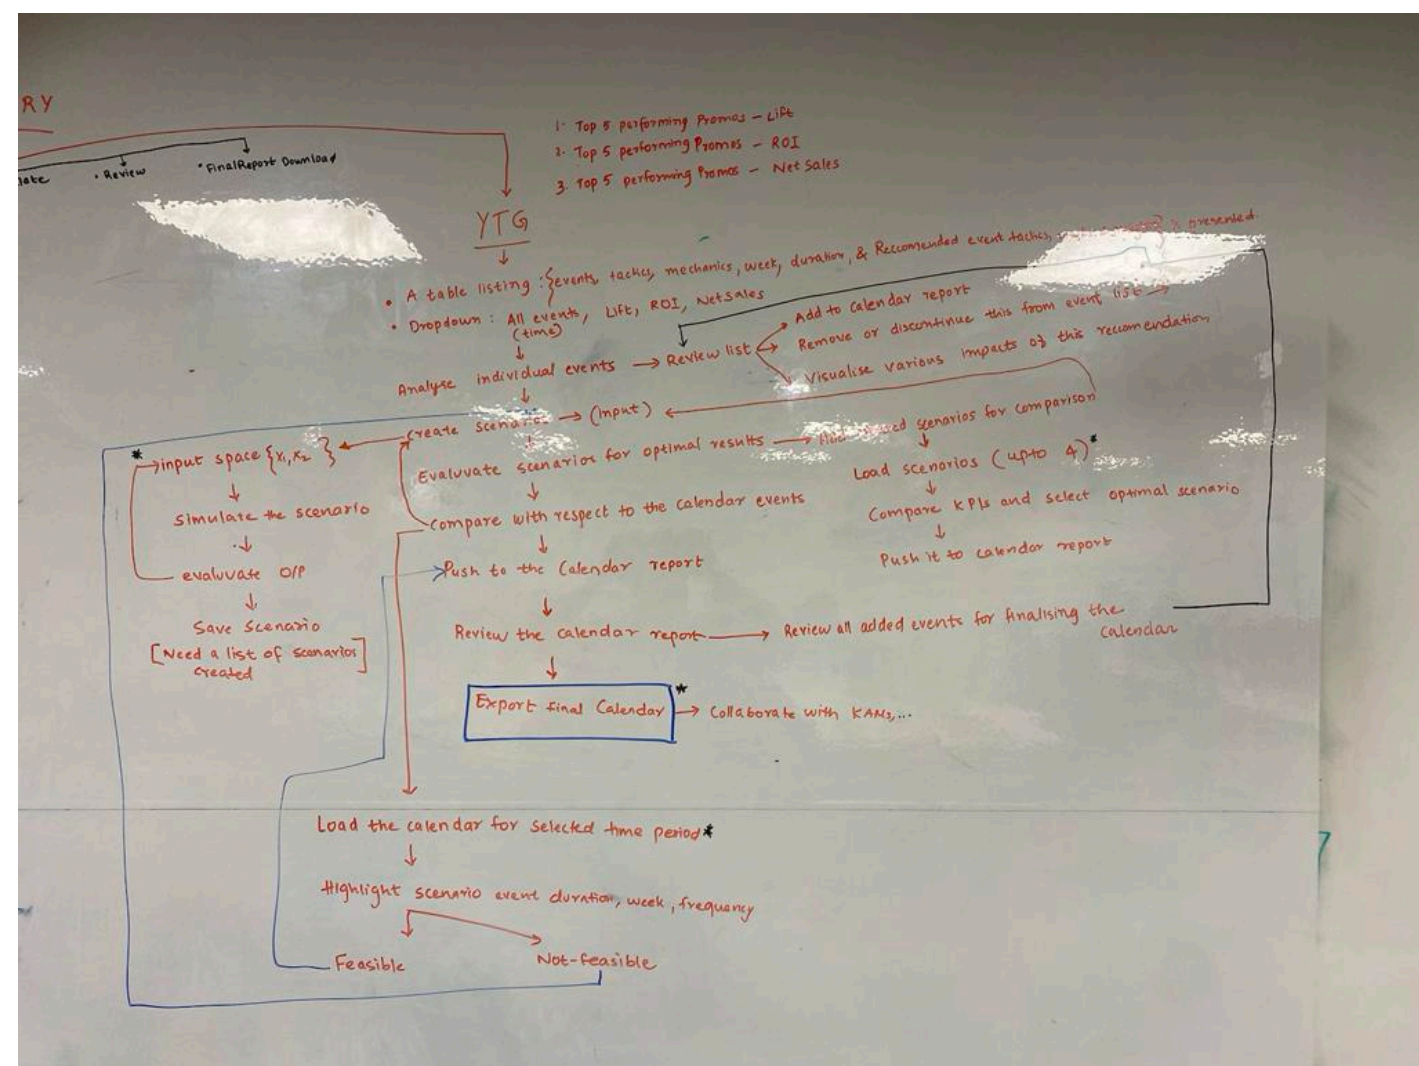 RY
• Review
• Final Report Download
1. Top 5 performing Promos – Lift
2. Top 5 performing Promos – ROI
3. Top 5 performing Promos – Net Sales
YTG
• A table listing : {events, tactics, mechanics, week, duration, & Reccomended event tactics, } is presented.
• Dropdown : All events, Lift, ROI, Net Sales
(time)
Analyse individual events → Review list
Add to calendar report
Remove or discontinue this from event list →
Visualise various impacts of this recomendation
create scenarios → (Input)
* input space {x1, x2 }
Simulate the scenario
evaluvate O/P
Save Scenario
[Need a list of scenarios
created]
Evaluvate scenarios for optimal results → scenarios for comparison
Load scenarios (upto 4)*
Compare KPIs and select optimal scenario
Push it to calendar report
compare with respect to the calendar events
Push to the Calendar report
Review the calendar report → Review all added events for finalising the
calendar
Export final Calendar * → Collaborate with KAMs,...
Load the calendar for selected time period*
Highlight scenario event duration, week, frequency
Feasible
Not-feasible